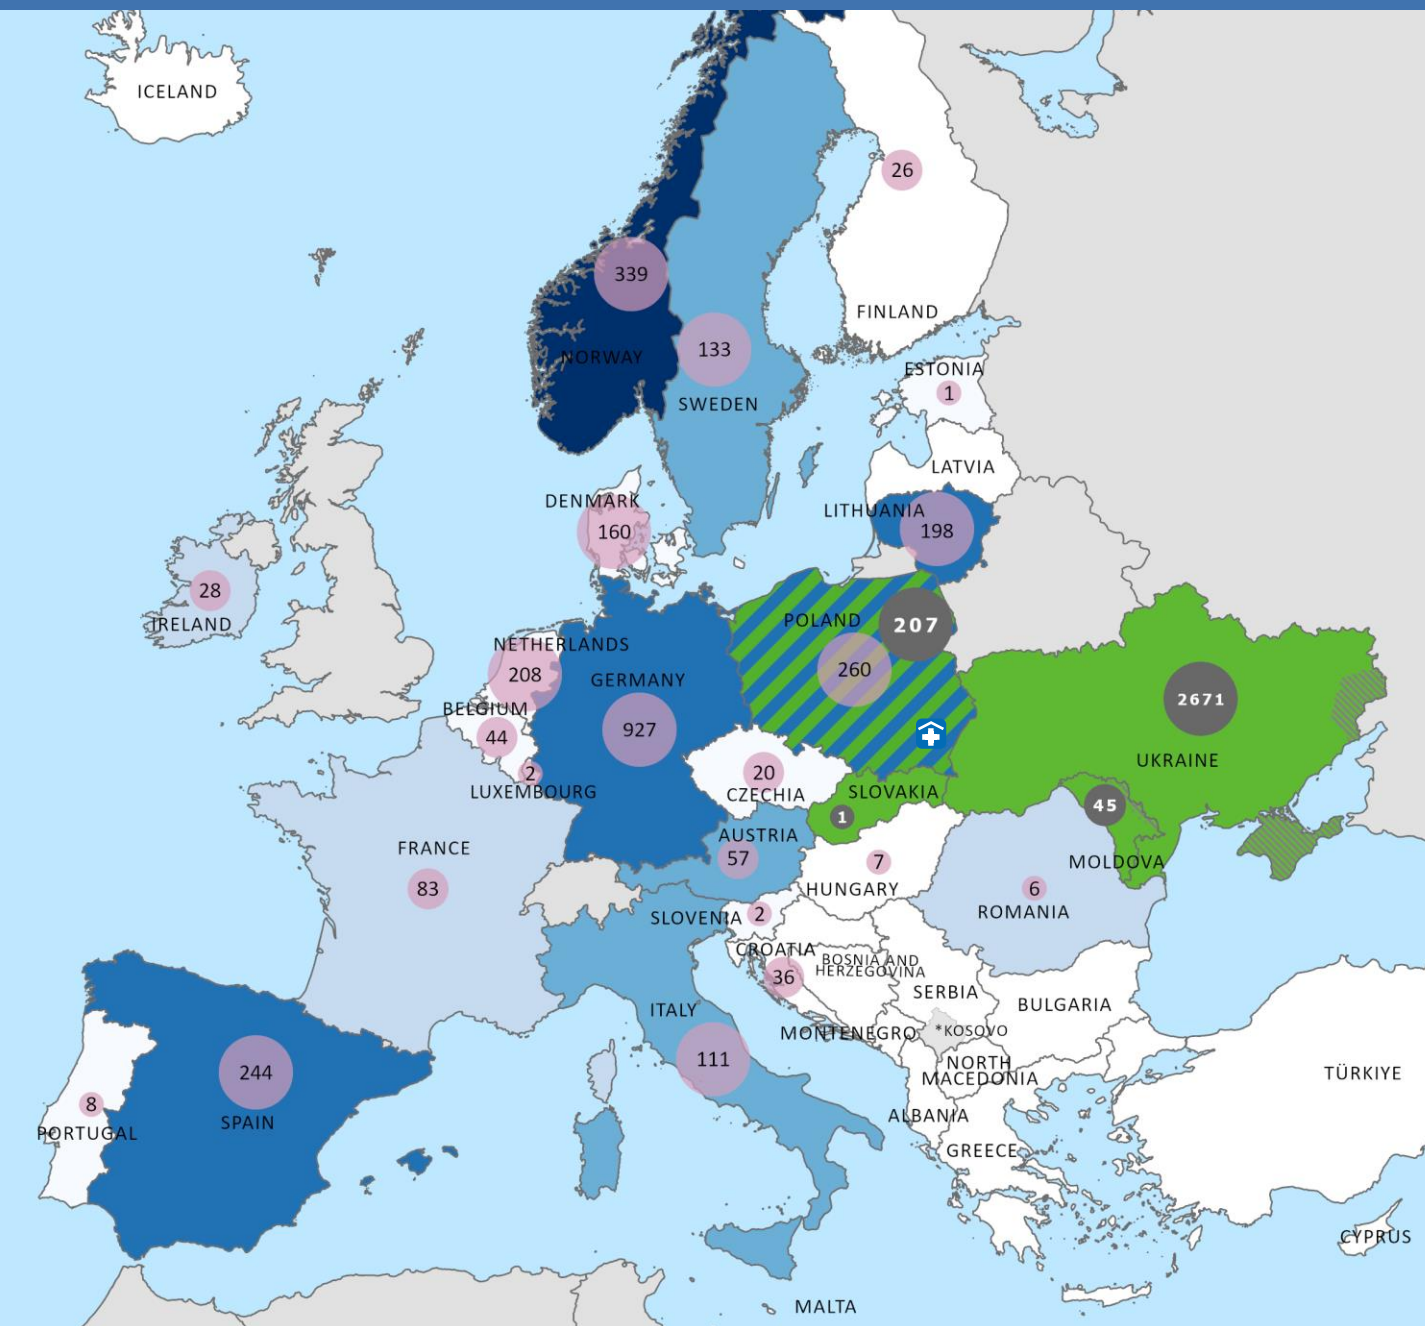 ICELAND
26
339
FINLAND
NORWAY
133
ESTONIA
1
SWEDEN
LATVIA
DENMARK
160
LITHUANIA
198
28
IRELAND
POLAND
207
NETHERLANDS
208
260
GERMANY
2671
BELGIUM
44
927
UKRAINE
2
LUXEMBOURG
20
CZECHIA
SLOVAKIA
1
45
AUSTRIA
57
FRANCE
83
7
HUNGARY
MOLDOVA
6
ROMANIA
SLOVENIA
2
CROATIA
36
BOSNIA AND
HERZEGOVINA
SERBIA
BULGARIA
ITALY
111
MONTENEGRO
*KOSOVO
NORTH
MACEDONIA
TÜRKIYE
244
SPAIN
8
PORTUGAL
ALBANIA
GREECE
CYPRUS
MALTA